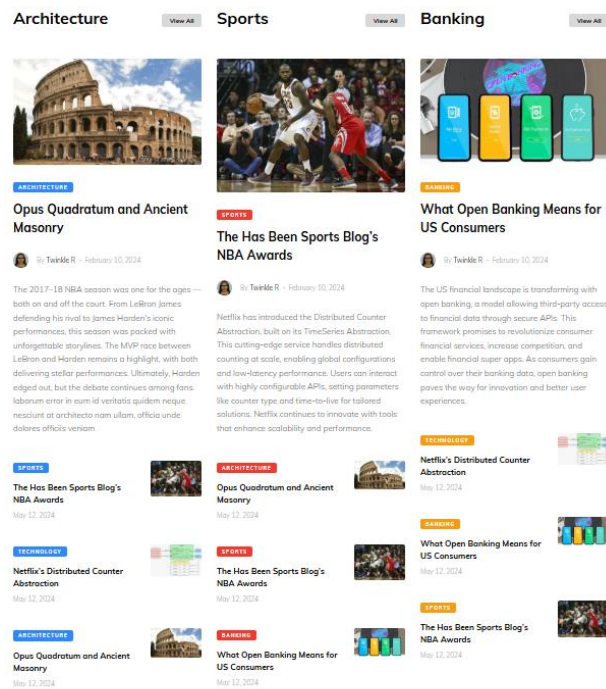 Architecture
View All
ARCHITECTURE
Opus Quadratum and Ancient
Masonry
By Twinkle R - February 10, 2024
The 2017-18 NBA season was one for the ages —
both on and off the court. From LeBron James
defending his rival to James Harden's iconic
performances, this season was packed with
unforgettable storylines. The MVP race between
LeBron and Harden remains a highlight, with both
delivering stellar performances. Ultimately, Harden
edged out, but the debate continues among fans.
laborum error in eum id veritatis quidem neque
nesciunt at architecto nam ullam, officia unde
dolores officiis veniam
SPORTS
The Has Been Sports Blog's
NBA Awards
May 12, 2024
TECHNOLOGY
Netflix's Distributed Counter
Abstraction
May 12, 2024
ARCHITECTURE
Opus Quadratum and Ancient
Masonry
May 12, 2024
Sports
View All
SPORTS
The Has Been Sports Blog's
NBA Awards
By Twinkle R - February 10, 2024
Netflix has introduced the Distributed Counter
Abstraction, built on its TimeSeries Abstraction.
This cutting-edge service handles distributed
counting at scale, enabling global configurations
and low-latency performance. Users can interact
with highly configurable APIs, setting parameters
like counter type and time-to-live for tailored
solutions. Netflix continues to innovate with tools
that enhance scalability and performance.
ARCHITECTURE
Opus Quadratum and Ancient
Masonry
May 12, 2024
SPORTS
The Has Been Sports Blog's
NBA Awards
May 12, 2024
BANKING
What Open Banking Means for
US Consumers
May 12, 2024
Banking
View All
OPEN BANKING
BANKING
What Open Banking Means for
US Consumers
By Twinkle R - February 10, 2024
The US financial landscape is transforming with
open banking, a model allowing third-party access
to financial data through secure APIs. This
framework promises to revolutionize consumer
financial services, increase competition, and
enable financial super apps. As consumers gain
control over their banking data, open banking
paves the way for innovation and better user
experiences.
TECHNOLOGY
Netflix's Distributed Counter
Abstraction
May 12, 2024
BANKING
What Open Banking Means for
US Consumers
May 12, 2024
SPORTS
The Has Been Sports Blog's
NBA Awards
May 12, 2024